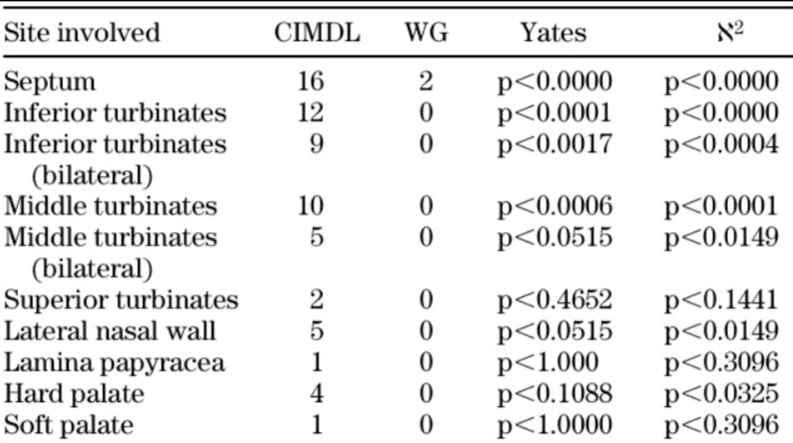 Site involved CIMDL WG Yates ℵ2
Septum 16 2 p<0.0000 p<0.0000
Inferior turbinates 12 0 p<0.0001 p<0.0000
Inferior turbinates 9 0 p<0.0017 p<0.0004
(bilateral)
Middle turbinates 10 0 p<0.0006 p<0.0001
Middle turbinates 5 0 p<0.0515 p<0.0149
(bilateral)
Superior turbinates 2 0 p<0.4652 p<0.1441
Lateral nasal wall 5 0 p<0.0515 p<0.0149
Lamina papyracea 1 0 p<1.000 p<0.3096
Hard palate 4 0 p<0.1088 p<0.0325
Soft palate 1 0 p<1.0000 p<0.3096